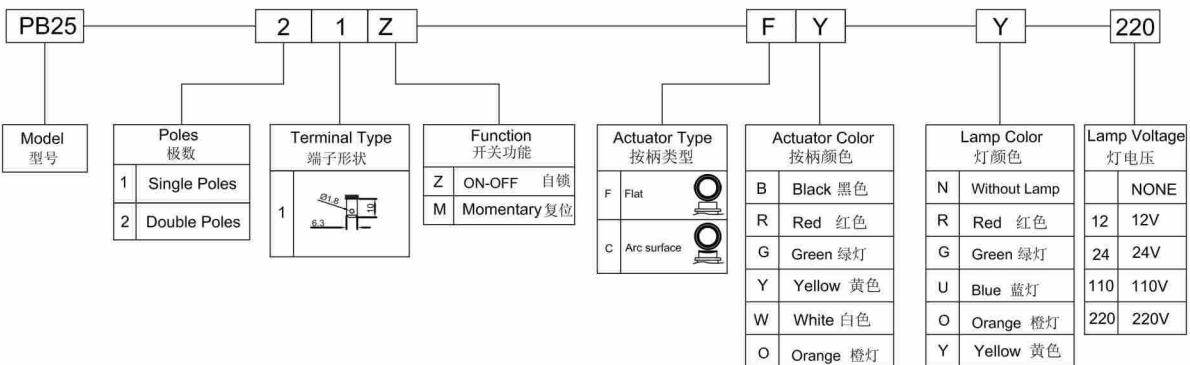 PB25 2 1 Z F Y Y 220
Model
型号
Poles
极数
1 Single Poles
2 Double Poles
Terminal Type
端子形状
1 Ø1.8 10 6.3
Function
开关功能
Z ON-OFF 自锁
M Momentary 复位
Actuator Type
按柄类型
F Flat
C Arc surface
Actuator Color
按柄颜色
B Black 黑色
R Red 红色
G Green 绿灯
Y Yellow 黄色
W White 白色
O Orange 橙灯
Lamp Color
灯颜色
N Without Lamp
R Red 红色
G Green 绿灯
U Blue 蓝灯
O Orange 橙灯
Y Yellow 黄色
Lamp Voltage
灯电压
NONE
12 12V
24 24V
110 110V
220 220V